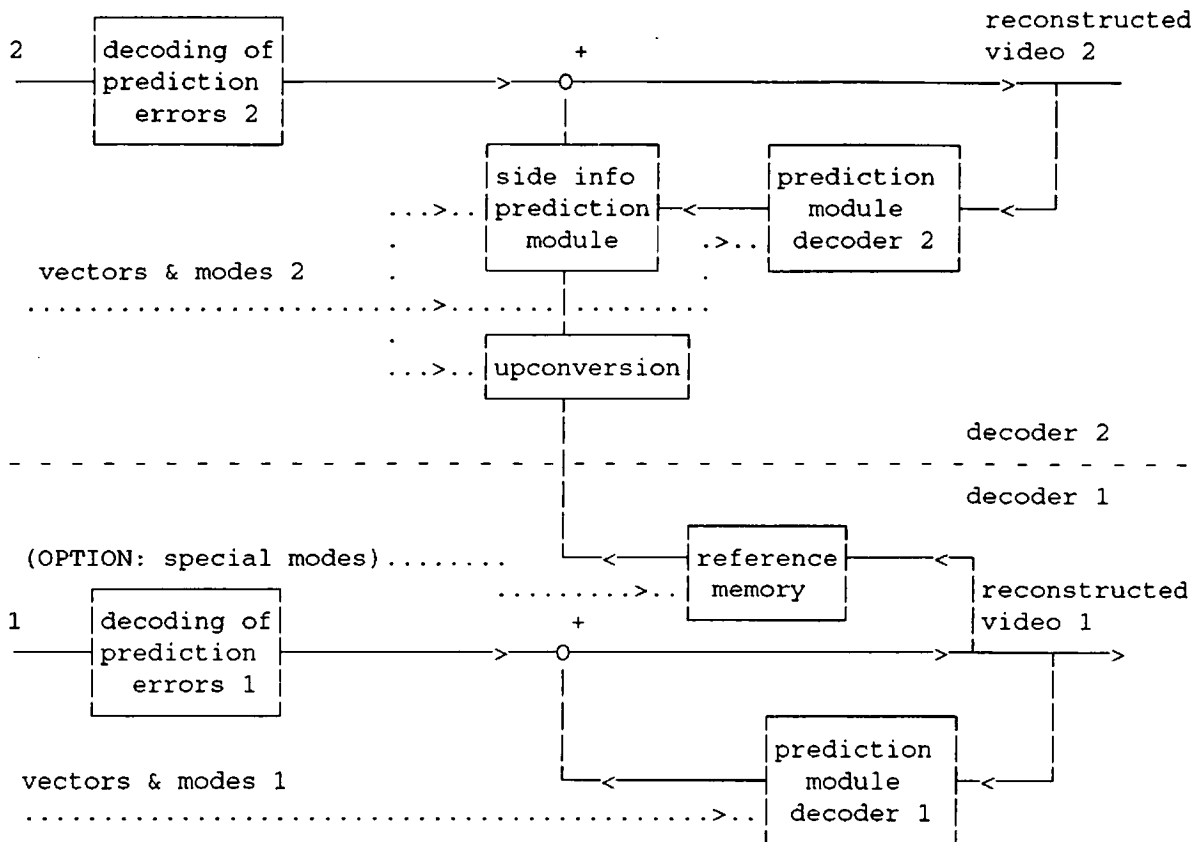 reconstructed
video 2
2
decoding of
prediction
errors 2
+
side info
prediction
module
prediction
module
decoder 2
vectors & modes 2
upconversion
decoder 2
decoder 1
(OPTION: special modes)
reference
memory
reconstructed
video 1
1
decoding of
prediction
errors 1
+
prediction
module
decoder 1
vectors & modes 1